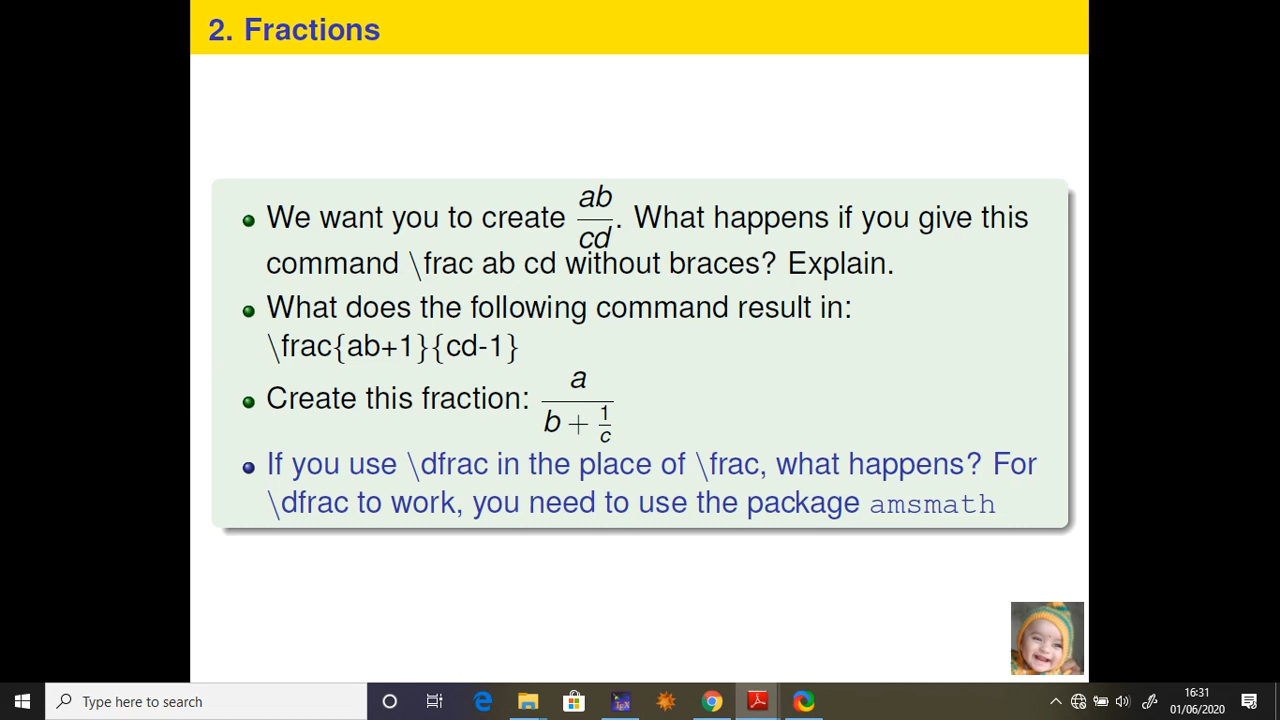 2. Fractions
We want you to create ab/cd. What happens if you give this
command \frac ab cd without braces? Explain.
What does the following command result in:
\frac{ab+1}{cd-1}
Create this fraction: a/(b + 1/c)
If you use \dfrac in the place of \frac, what happens? For
\dfrac to work, you need to use the package amsmath
Type here to search
16:31
01/06/2020